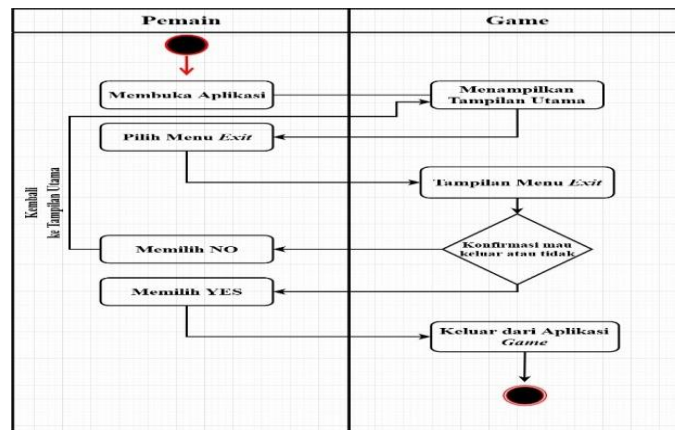 Pemain
Game
Membuka Aplikasi
Menampilkan
Tampilan Utama
Pilih Menu Exit
Tampilan Menu Exit
Kembali
ke Tampilan Utama
Konfirmasi mau
keluar atau tidak
Memilih NO
Memilih YES
Keluar dari Aplikasi
Game